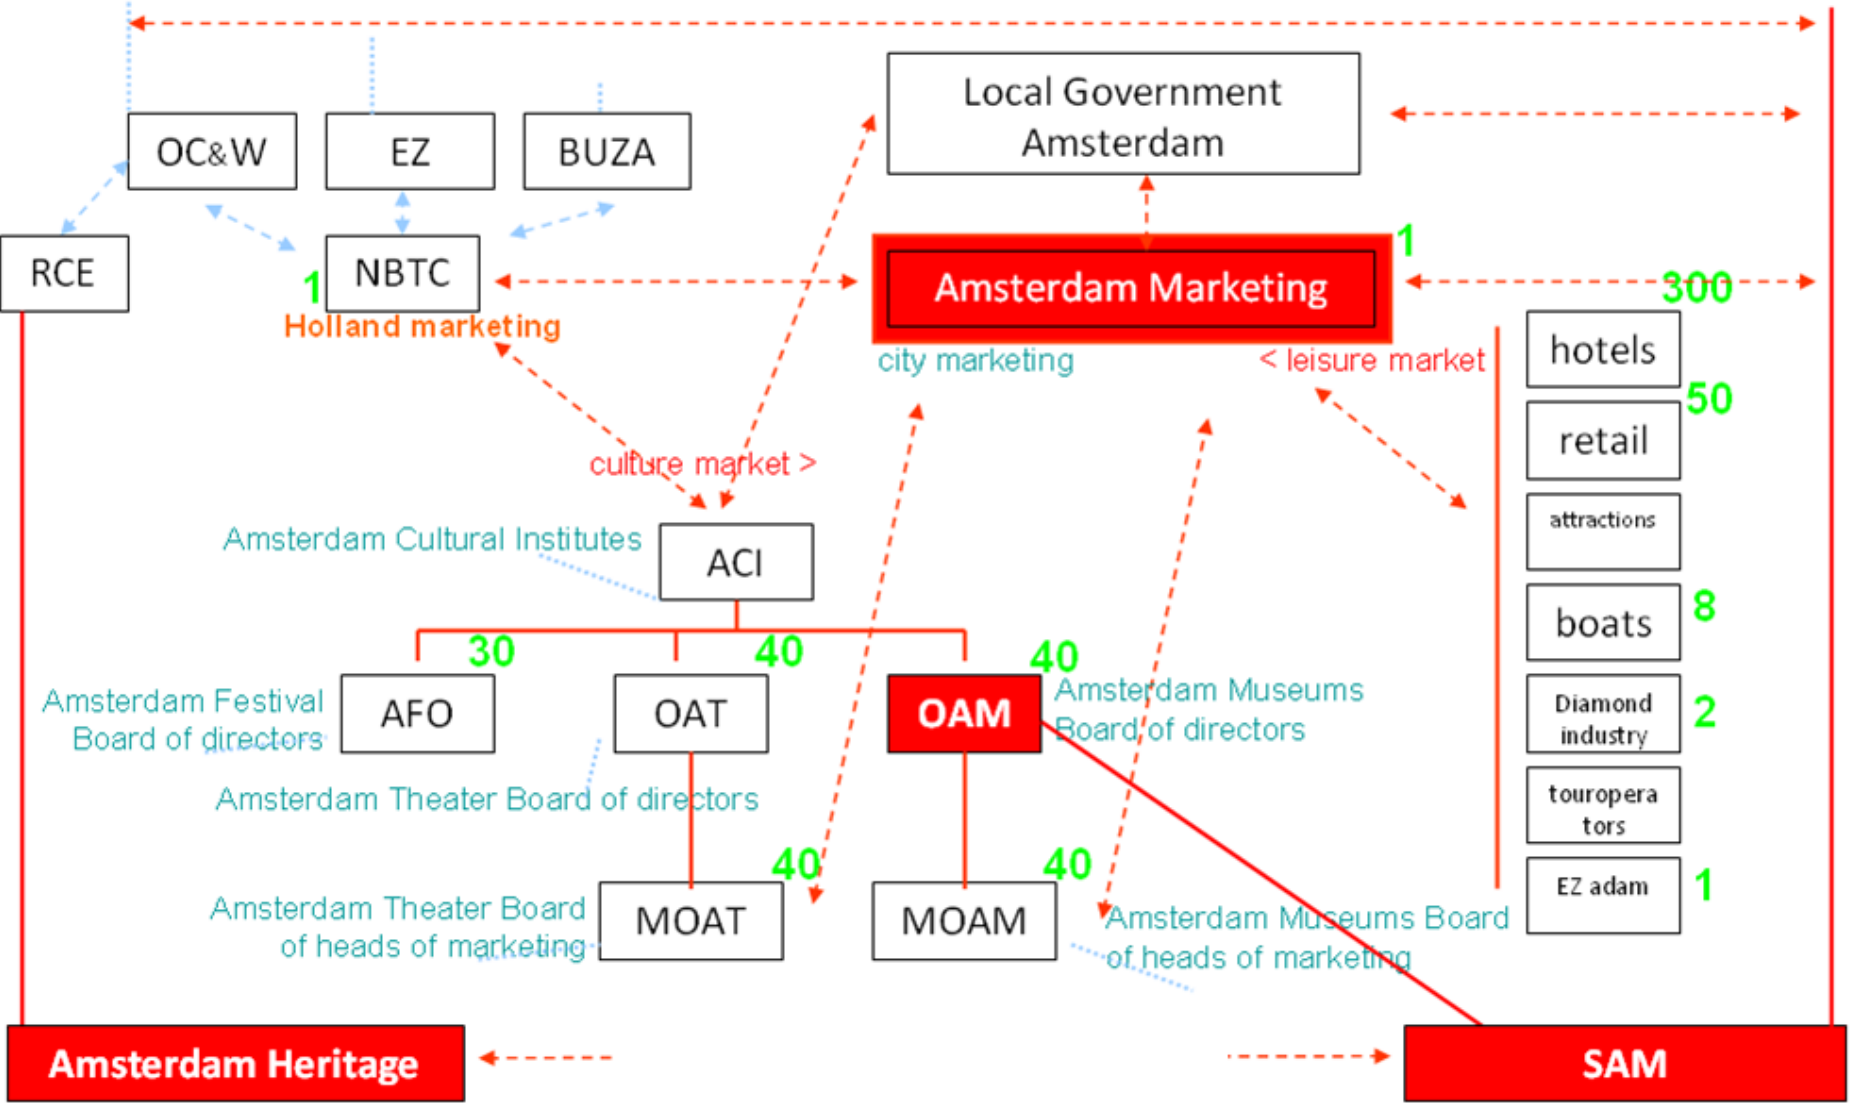 Local Government
Amsterdam
OC&W
EZ
BUZA
RCE
1
NBTC
Holland marketing
Amsterdam Marketing
1
city marketing
< leisure market
300
hotels
50
retail
attractions
boats
8
Diamond
industry
2
touropera
tors
EZ adam
1
culture market >
Amsterdam Cultural Institutes
ACI
30
40
40
Amsterdam Festival
Board of directors
AFO
OAT
OAM
Amsterdam Museums
Board of directors
Amsterdam Theater Board of directors
40
40
Amsterdam Theater Board
of heads of marketing
MOAT
MOAM
Amsterdam Museums Board
of heads of marketing
Amsterdam Heritage
SAM